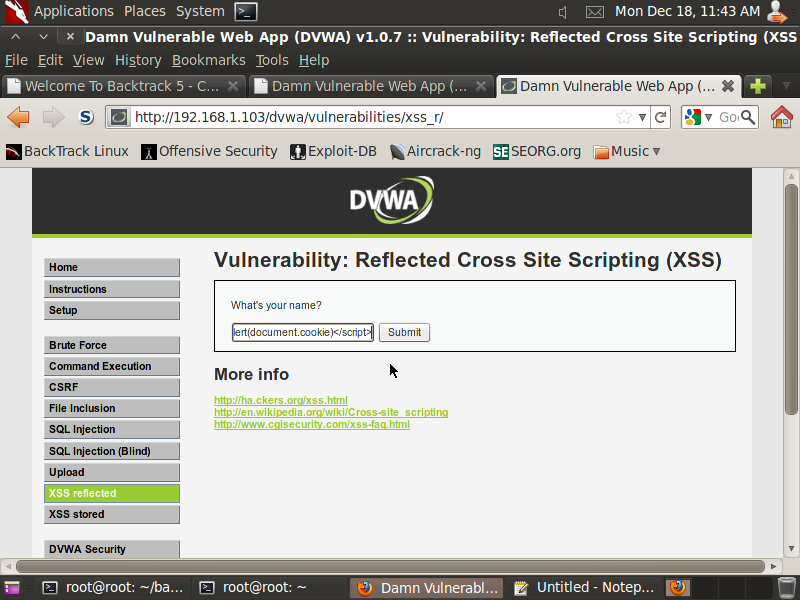 Applications Places System Mon Dec 18, 11:43 AM
Damn Vulnerable Web App (DVWA) v1.0.7 :: Vulnerability: Reflected Cross Site Scripting (XSS
File Edit View History Bookmarks Tools Help
Welcome To Backtrack 5 - C... Damn Vulnerable Web App (... Damn Vulnerable Web App (...
http://192.168.1.103/dvwa/vulnerabilities/xss_r/ Go
BackTrack Linux Offensive Security Exploit-DB Aircrack-ng SEORG.org Music
DVWA
Vulnerability: Reflected Cross Site Scripting (XSS)
Home
Instructions
Setup
Brute Force
Command Execution
CSRF
File Inclusion
SQL Injection
SQL Injection (Blind)
Upload
XSS reflected
XSS stored
DVWA Security
What's your name?
lert(document.cookie)</script> Submit
More info
http://ha.ckers.org/xss.html
http://en.wikipedia.org/wiki/Cross-site_scripting
http://www.cgisecurity.com/xss-faq.html
root@root: ~/ba... root@root: ~ Damn Vulnerabl... Untitled - Notep...